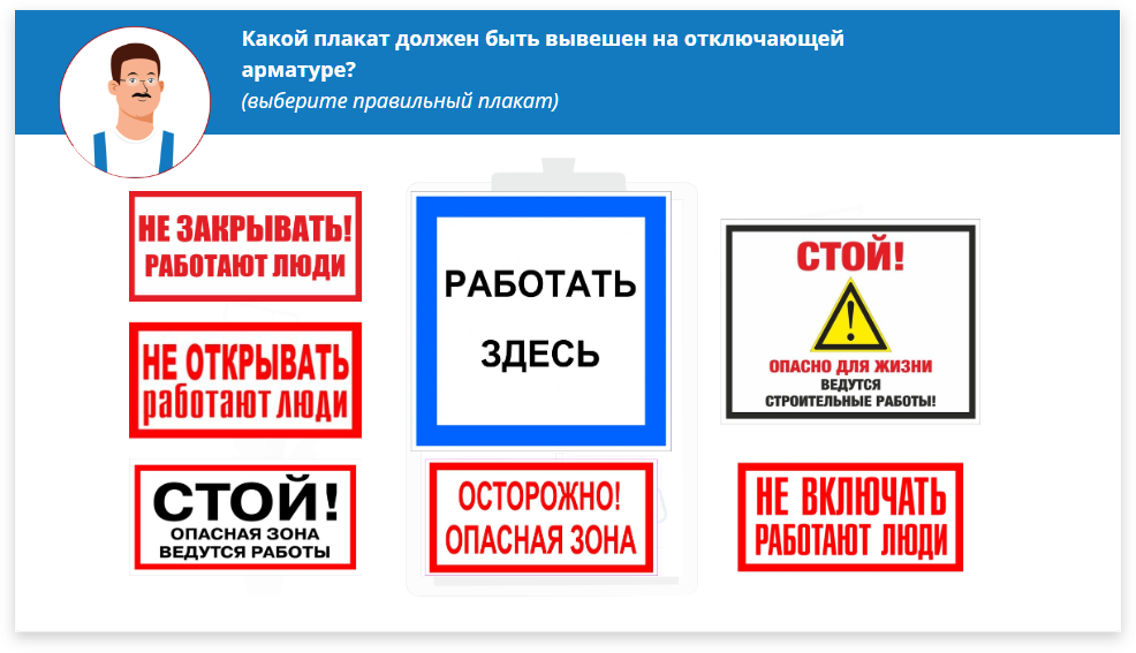 Какой плакат должен быть вывешен на отключающей
арматуре?
(выберите правильный плакат)
НЕ ЗАКРЫВАТЬ!
РАБОТАЮТ ЛЮДИ
НЕ ОТКРЫВАТЬ
работают люди
СТОЙ!
ОПАСНАЯ ЗОНА
ВЕДУТСЯ РАБОТЫ
РАБОТАТЬ
ЗДЕСЬ
ОСТОРОЖНО!
ОПАСНАЯ ЗОНА
СТОЙ!
ОПАСНО ДЛЯ ЖИЗНИ
ВЕДУТСЯ
СТРОИТЕЛЬНЫЕ РАБОТЫ!
НЕ ВКЛЮЧАТЬ
РАБОТАЮТ ЛЮДИ